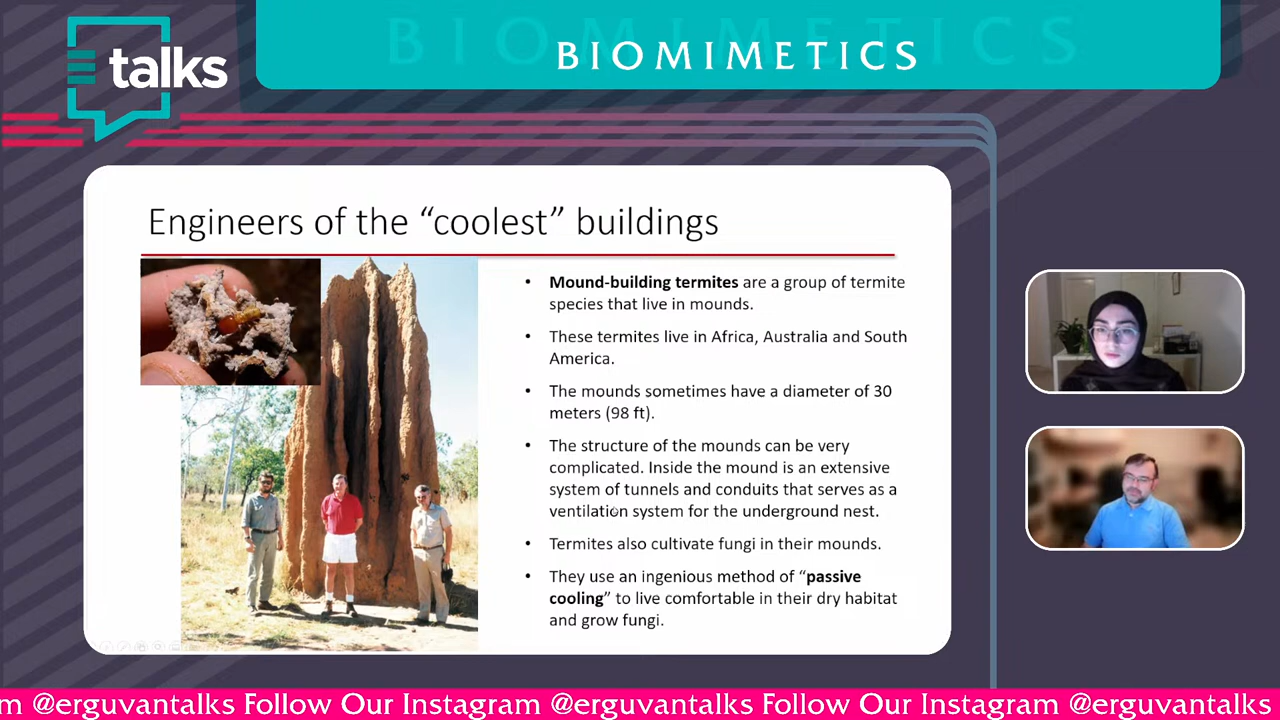 talks
BIOMIMETICS
BIOMIMETICS
Engineers of the “coolest” buildings
• Mound-building termites are a group of termite
species that live in mounds.
• These termites live in Africa, Australia and South
America.
• The mounds sometimes have a diameter of 30
meters (98 ft).
• The structure of the mounds can be very
complicated. Inside the mound is an extensive
system of tunnels and conduits that serves as a
ventilation system for the underground nest.
• Termites also cultivate fungi in their mounds.
• They use an ingenious method of “passive
cooling” to live comfortable in their dry habitat
and grow fungi.
m @erguvantalks Follow Our Instagram @erguvantalks Follow Our Instagram @erguvantalks